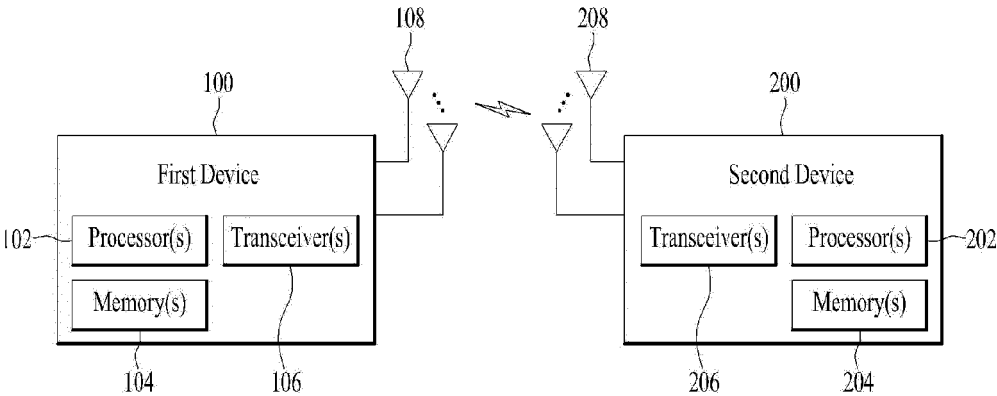 108
208
100
200
First Device
Second Device
102
Processor(s)
Transceiver(s)
Transceiver(s)
Processor(s)
202
Memory(s)
Memory(s)
104
106
206
204